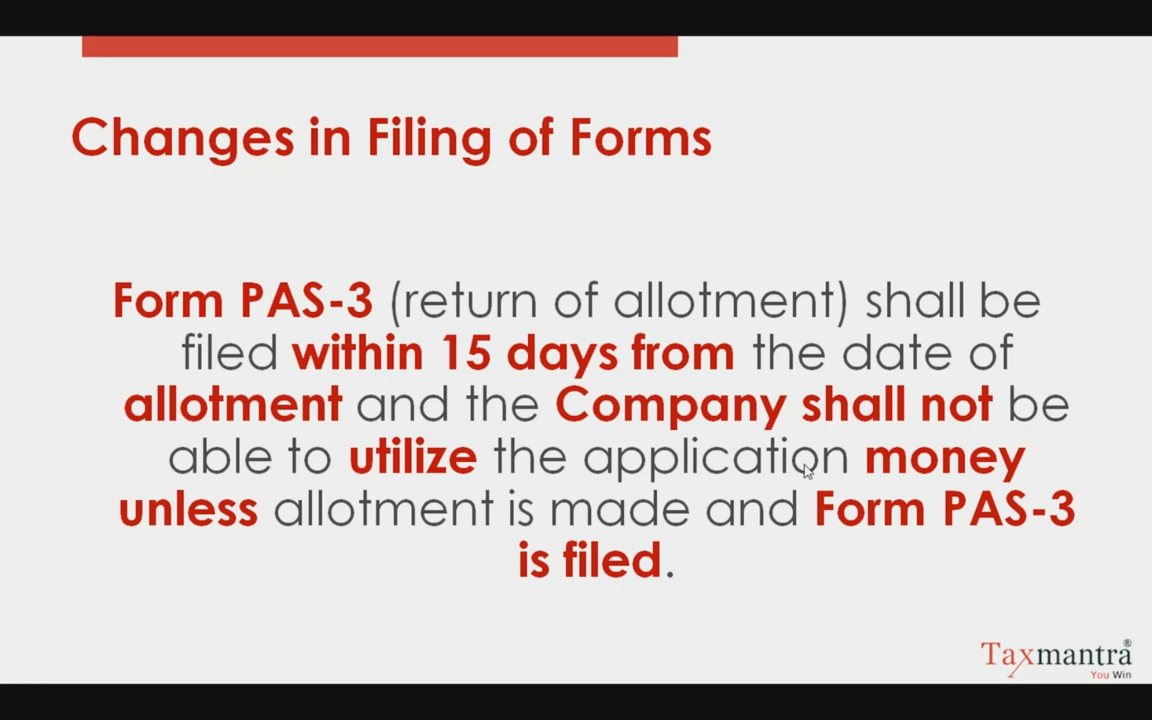 Changes in Filing of Forms
Form PAS-3 (return of allotment) shall be
filed within 15 days from the date of
allotment and the Company shall not be
able to utilize the application money
unless allotment is made and Form PAS-3
is filed.
Taxmantra®
You Win